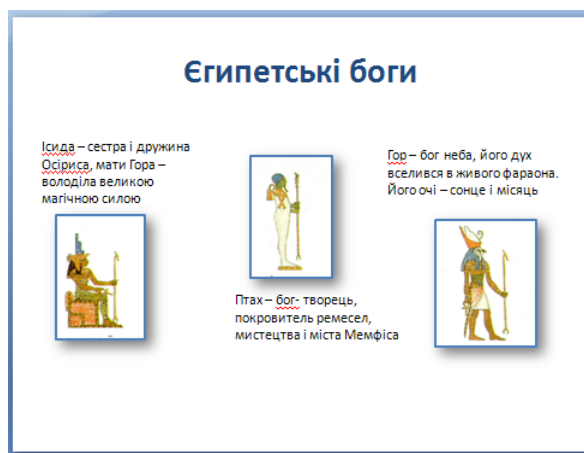 Єгипетські боги
Ісида – сестра і дружина
Осіриса, мати Гора –
володіла великою
магічною силою
Птах – бог- творець,
покровитель ремесел,
мистецтва і міста Мемфіса
Гор – бог неба, його дух
вселився в живого фараона.
Його очі – сонце і місяць